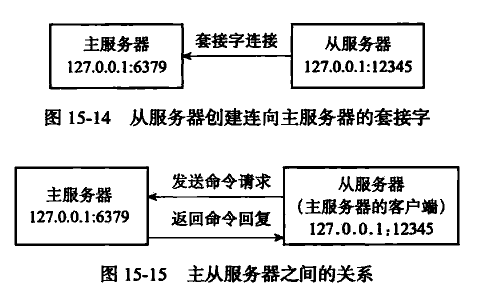 主服务器
127.0.0.1:6379
套接字连接
从服务器
127.0.0.1:12345
图 15-14 从服务器创建连向主服务器的套接字
主服务器
127.0.0.1:6379
发送命令请求
返回命令回复
从服务器
（主服务器的客户端）
127.0.0.1:12345
图 15-15 主从服务器之间的关系